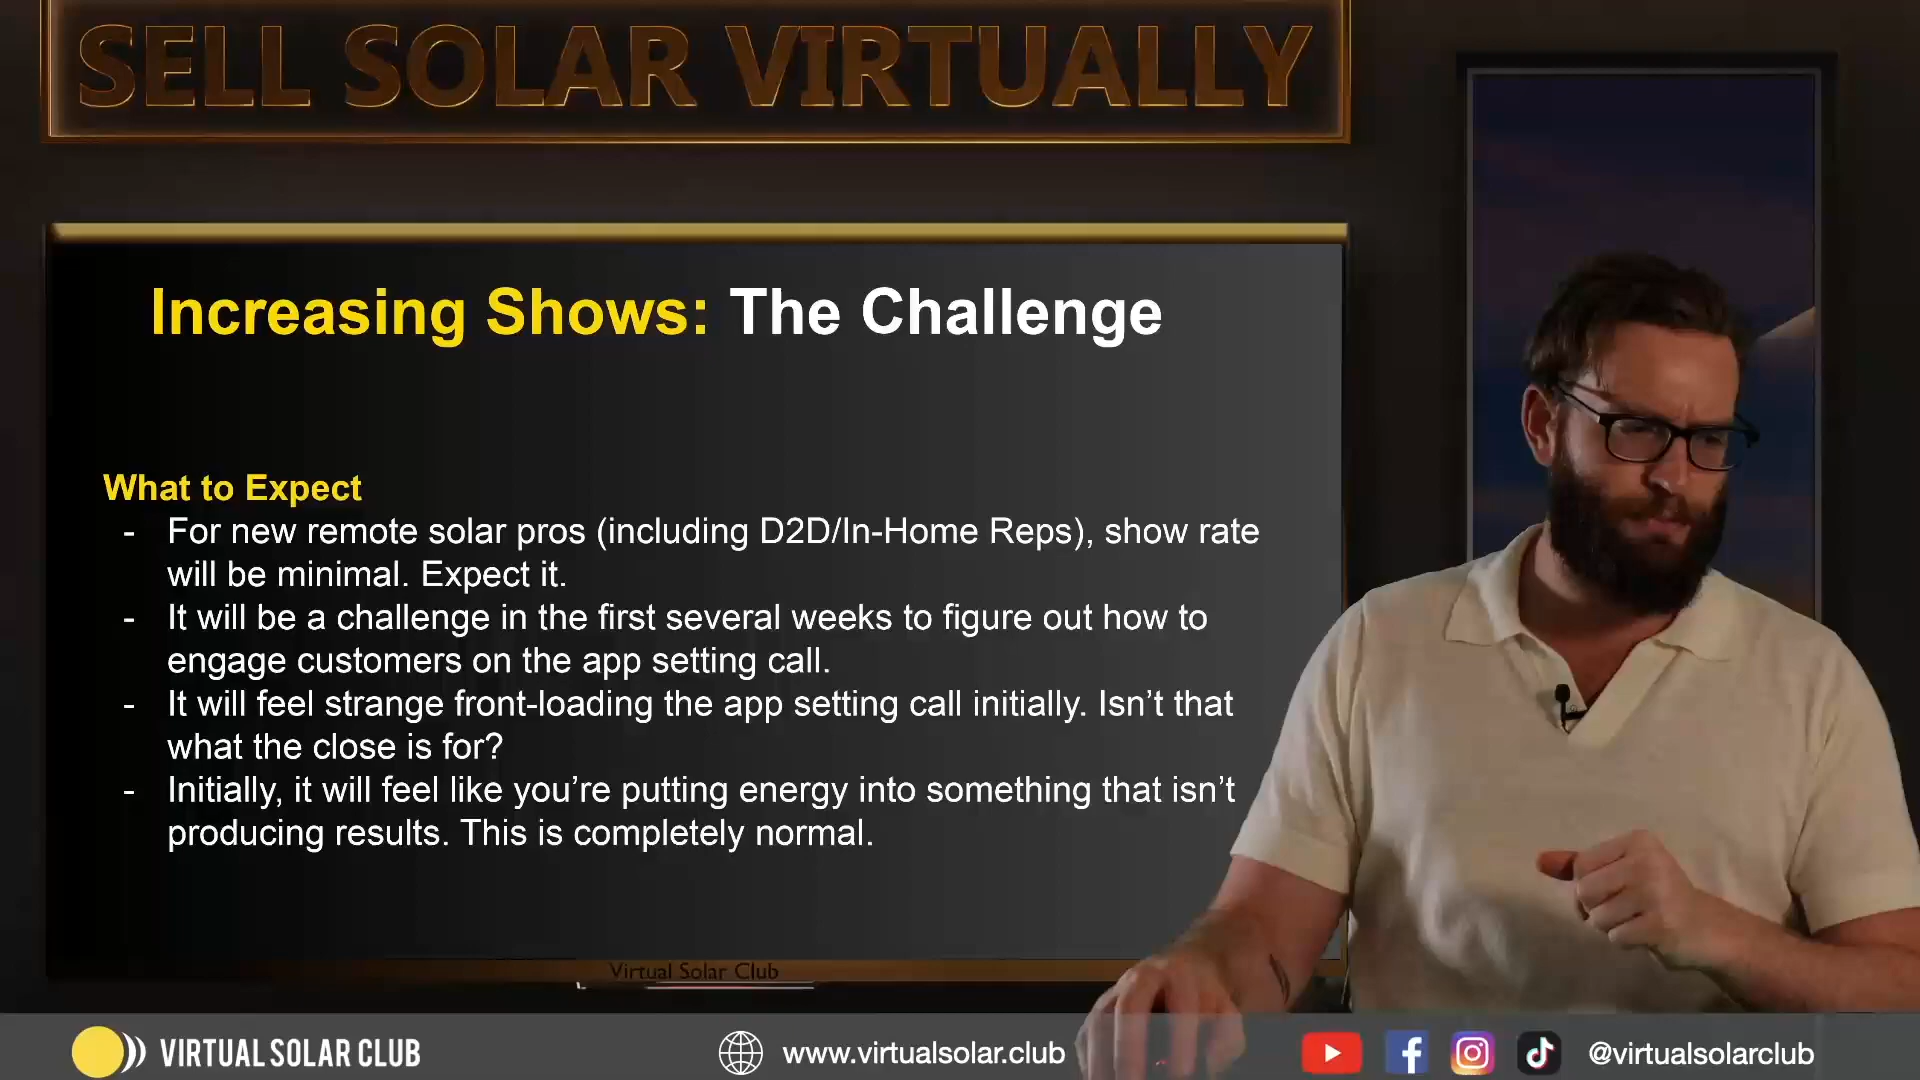 SELL SOLAR VIRTUALLY
Increasing Shows: The Challenge
What to Expect
- For new remote solar pros (including D2D/In-Home Reps), show rate
will be minimal. Expect it.
- It will be a challenge in the first several weeks to figure out how to
engage customers on the app setting call.
- It will feel strange front-loading the app setting call initially. Isn’t that
what the close is for?
- Initially, it will feel like you’re putting energy into something that isn’t
producing results. This is completely normal.
Virtual Solar Club
VIRTUAL SOLAR CLUB
www.virtualsolar.club
@virtualsolarclub